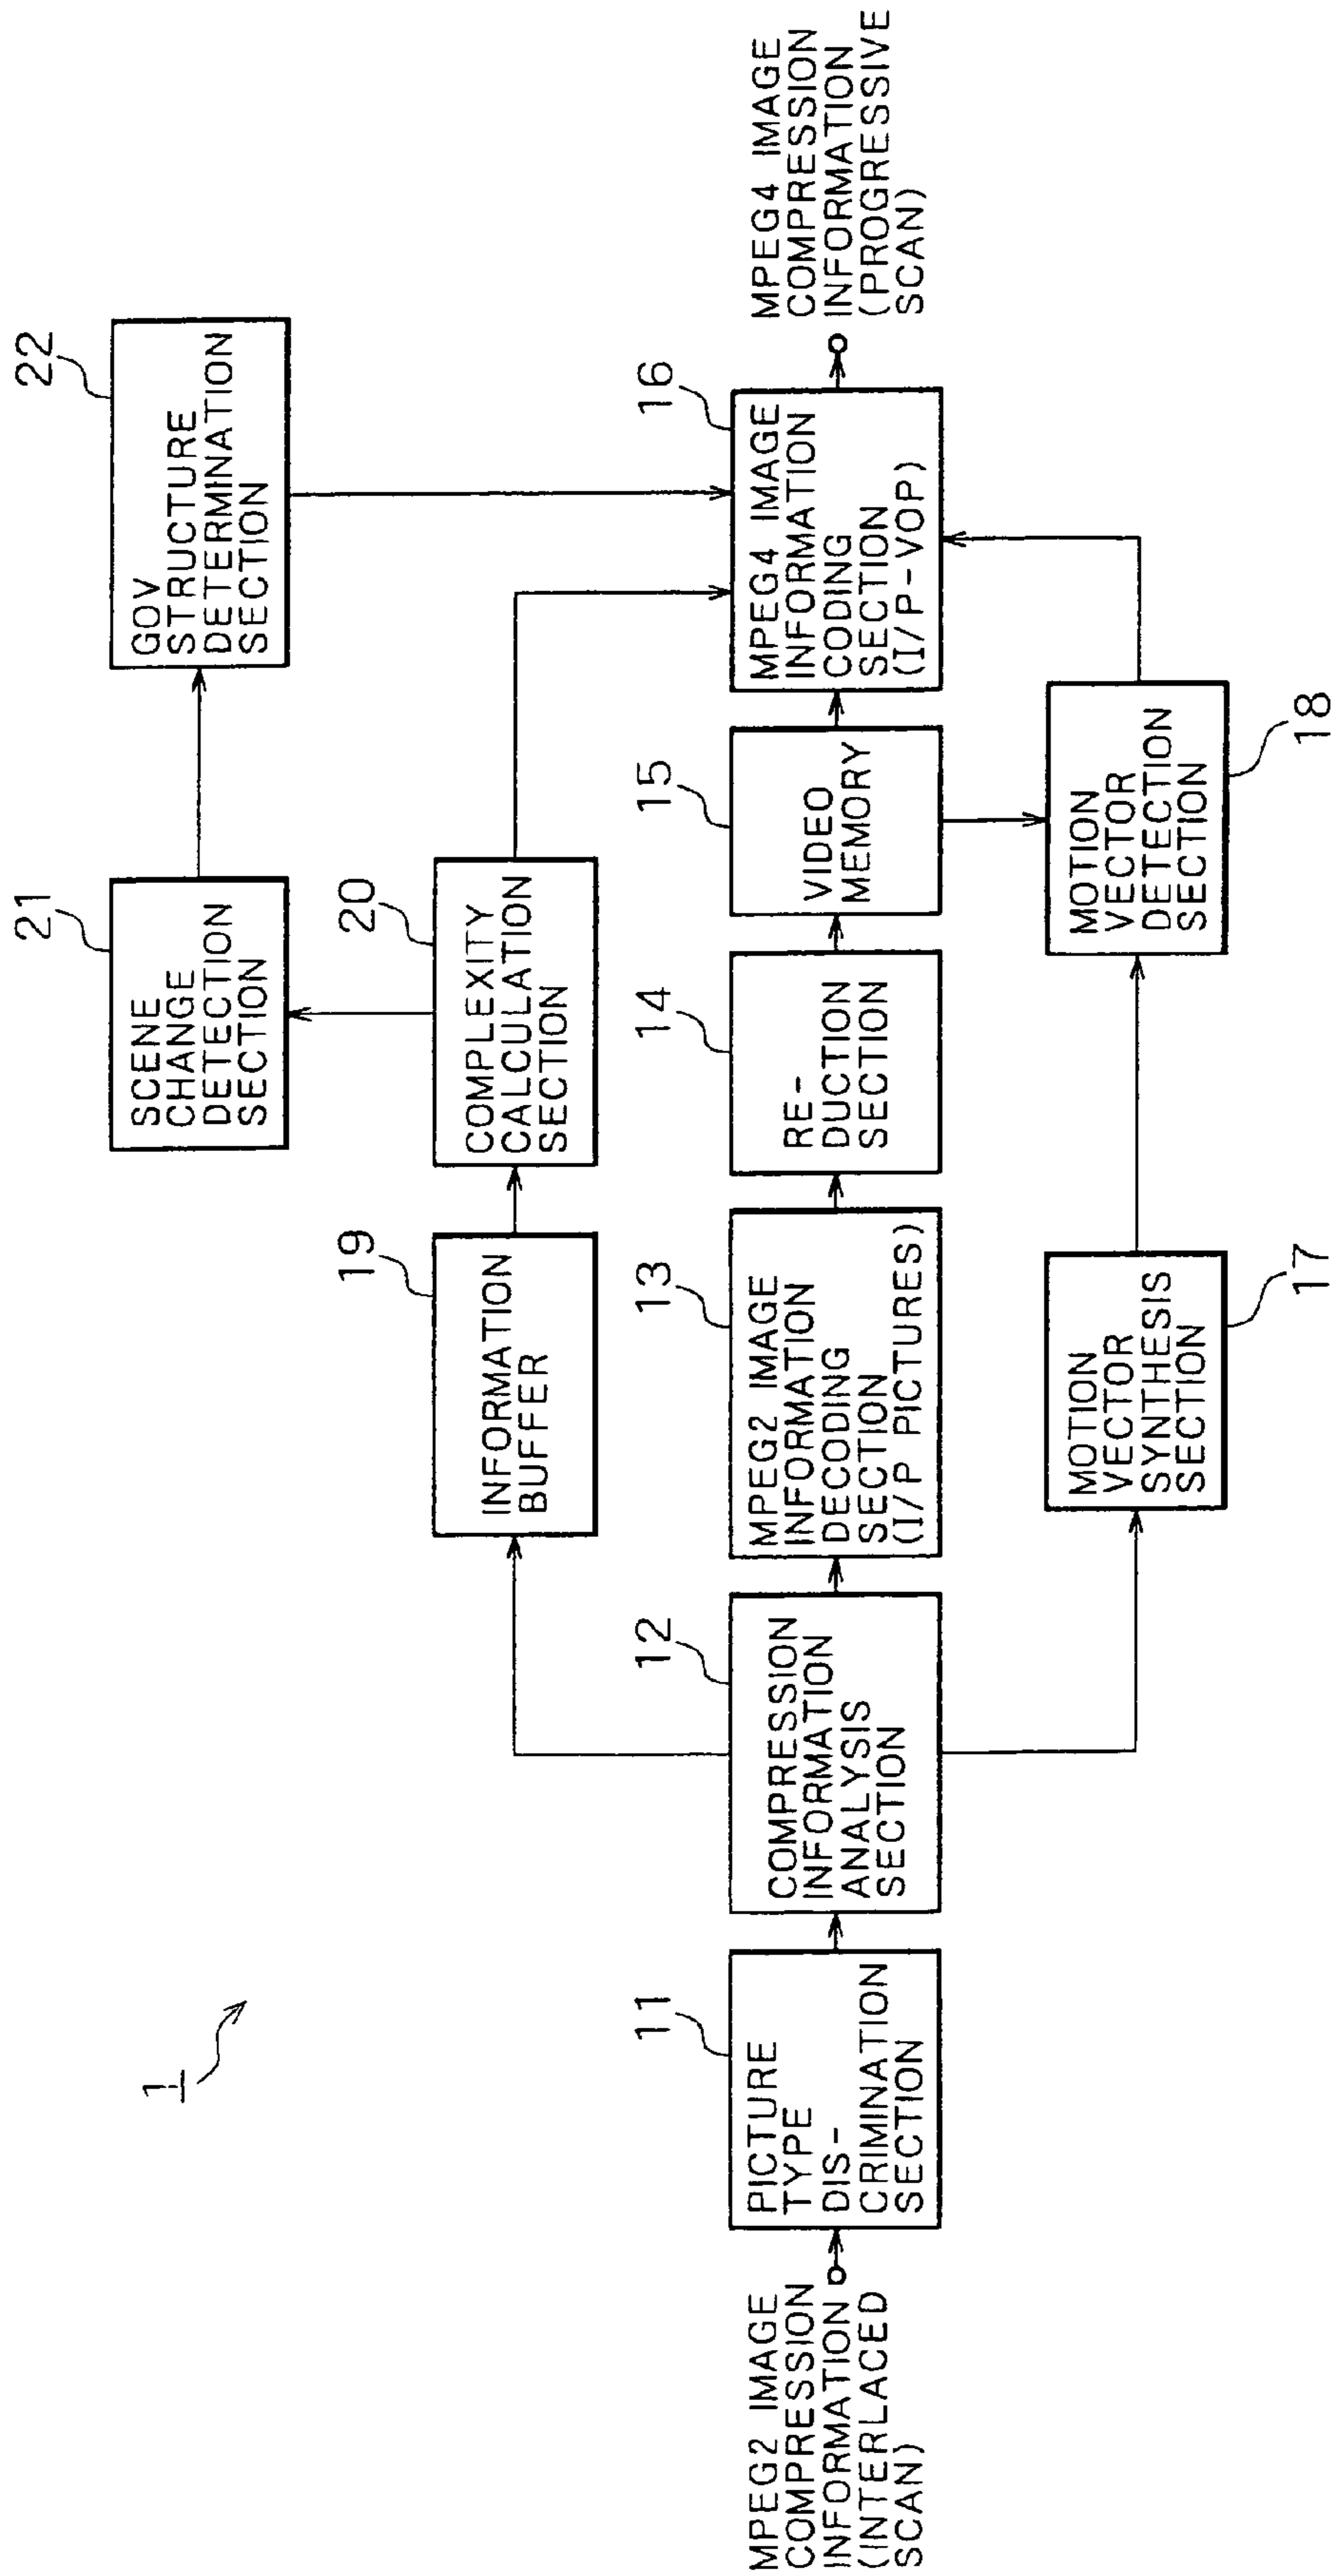 1
22
GOV
STRUCTURE
DETERMINATION
SECTION
21
SCENE
CHANGE
DETECTION
SECTION
19
INFORMATION
BUFFER
20
COMPLEXITY
CALCULATION
SECTION
MPEG2 IMAGE
COMPRESSION
INFORMATION
(INTERLACED
SCAN)
11
PICTURE
TYPE
DIS-
CRIMINATION
SECTION
12
COMPRESSION
INFORMATION
ANALYSIS
SECTION
13
MPEG2 IMAGE
INFORMATION
DECODING
SECTION
(I/P PICTURES)
14
RE-
DUCTION
SECTION
15
VIDEO
MEMORY
16
MPEG4 IMAGE
INFORMATION
CODING
SECTION
(I/P-VOP)
MPEG4 IMAGE
COMPRESSION
INFORMATION
(PROGRESSIVE
SCAN)
MOTION
VECTOR
SYNTHESIS
SECTION
17
MOTION
VECTOR
DETECTION
SECTION
18